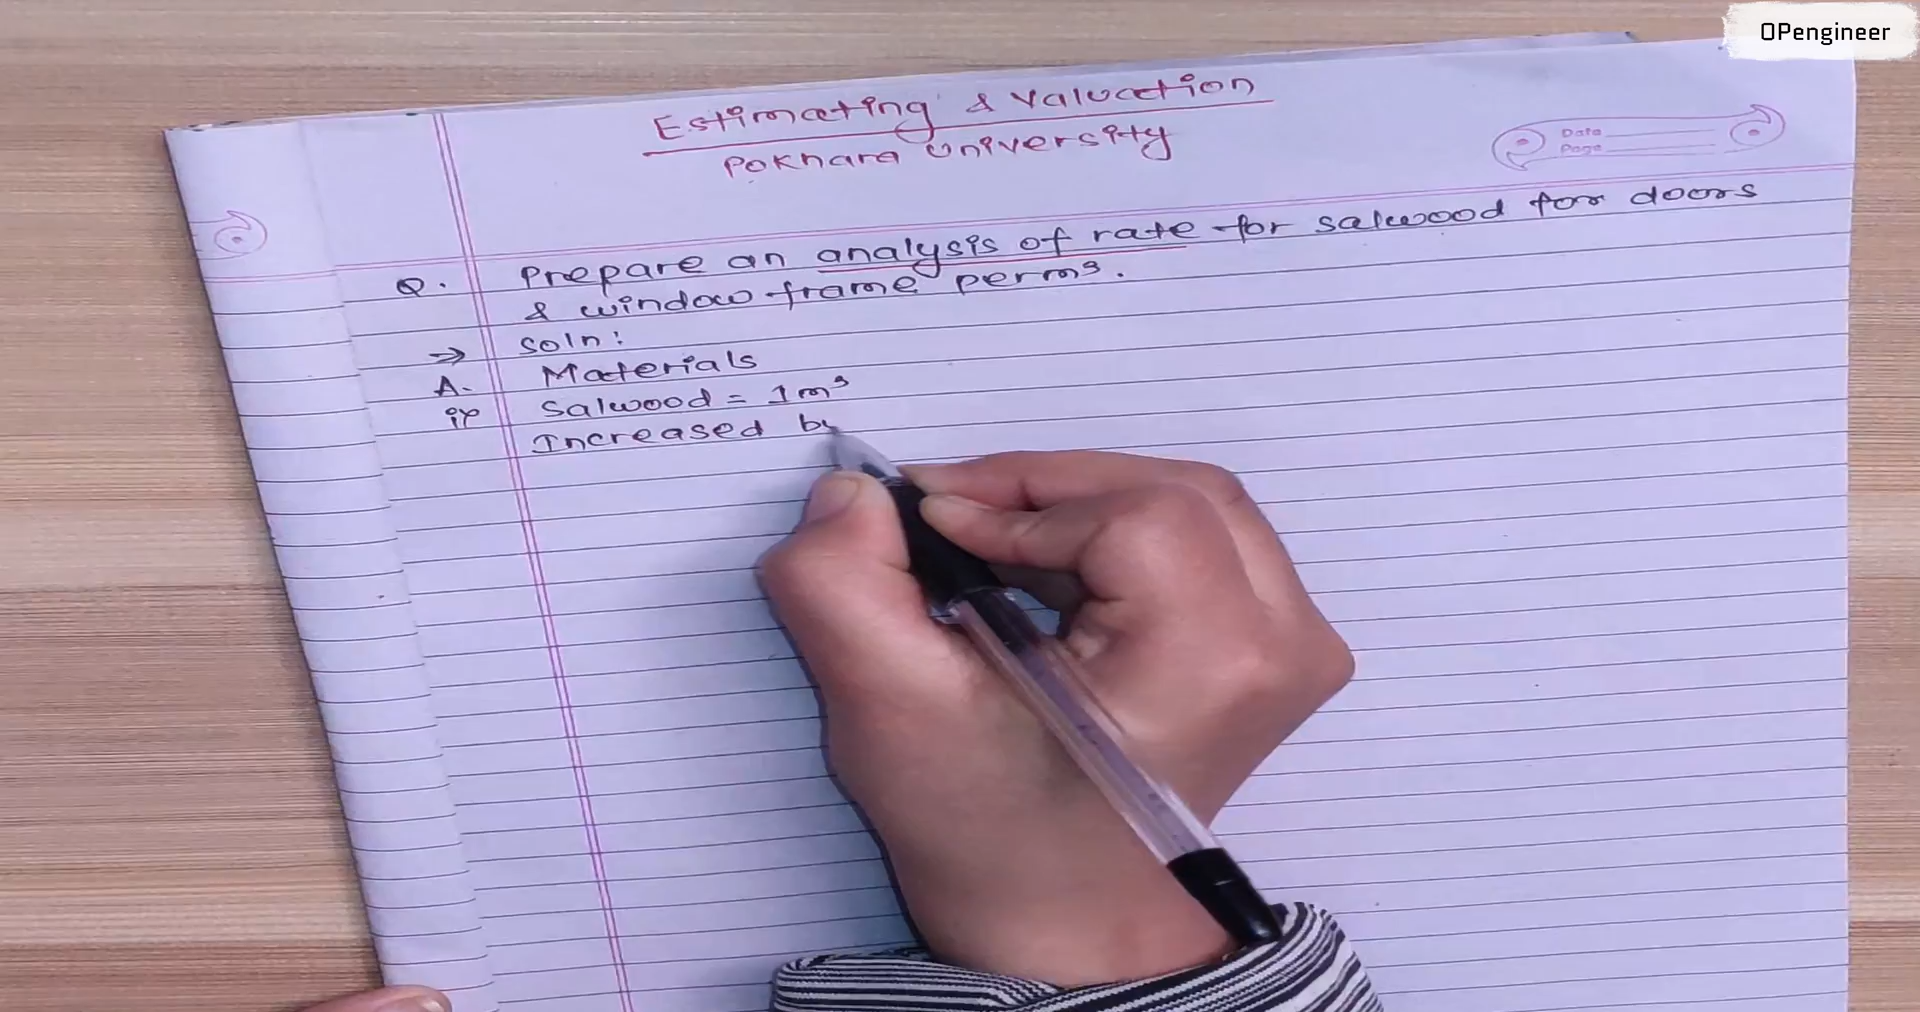 OPengineer
Estimating & Valuation
Pokhara University
Date
Page
Q. Prepare an analysis of rate for salwood for doors
& window frame per m³.
→ Soln:
A. Materials
i) Salwood = 1m³
Increased by